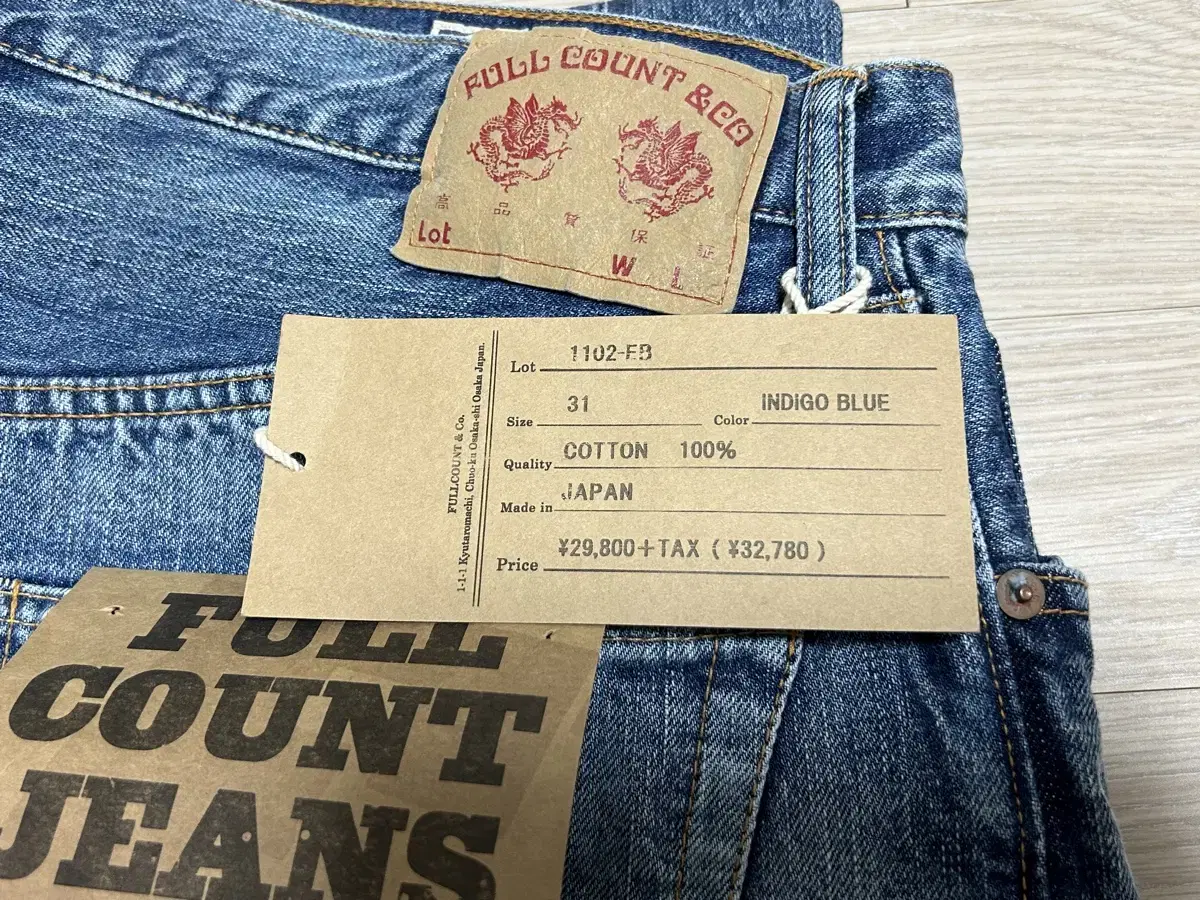 FULL COUNT &CO
高品質保証
Lot
W L
Lot 1102-EB
Size 31 Color INDIGO BLUE
Quality COTTON 100%
Made in JAPAN
Price ¥29,800+TAX ( ¥32,780 )
FULLCOUNT & Co.
1-1-1 Kyutaromachi, Chuo-ku Osaka-shi Osaka Japan.
FULL
COUNT
JEANS